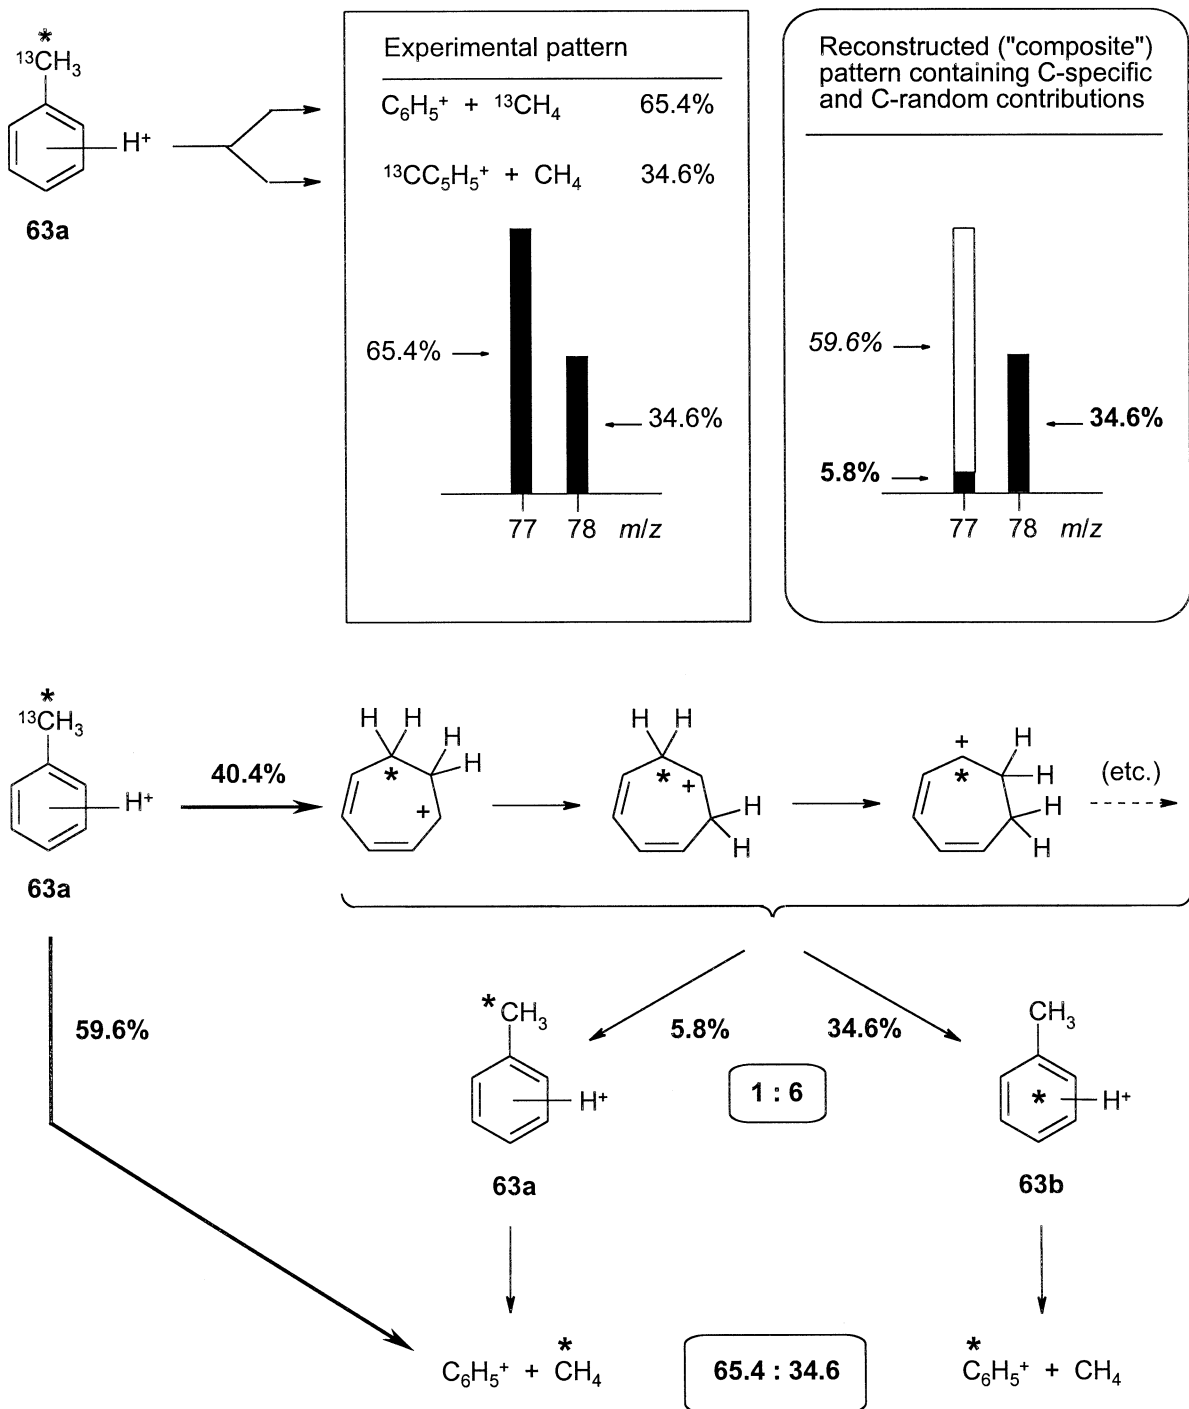 *
¹³CH₃
H⁺
63a
Experimental pattern
C₆H₅⁺ + ¹³CH₄ 65.4%
¹³CC₅H₅⁺ + CH₄ 34.6%
65.4%
34.6%
77 78 m/z
Reconstructed ("composite")
pattern containing C-specific
and C-random contributions
59.6%
34.6%
5.8%
77 78 m/z
*
¹³CH₃
H⁺
63a
40.4%
H H
H
H
*
+
H H
* +
H
H
+
*
H
H
H
H
(etc.)
59.6%
*CH₃
H⁺
63a
5.8%
34.6%
1 : 6
CH₃
*
H⁺
63b
*
C₆H₅⁺ + CH₄
65.4 : 34.6
*
C₆H₅⁺ + CH₄